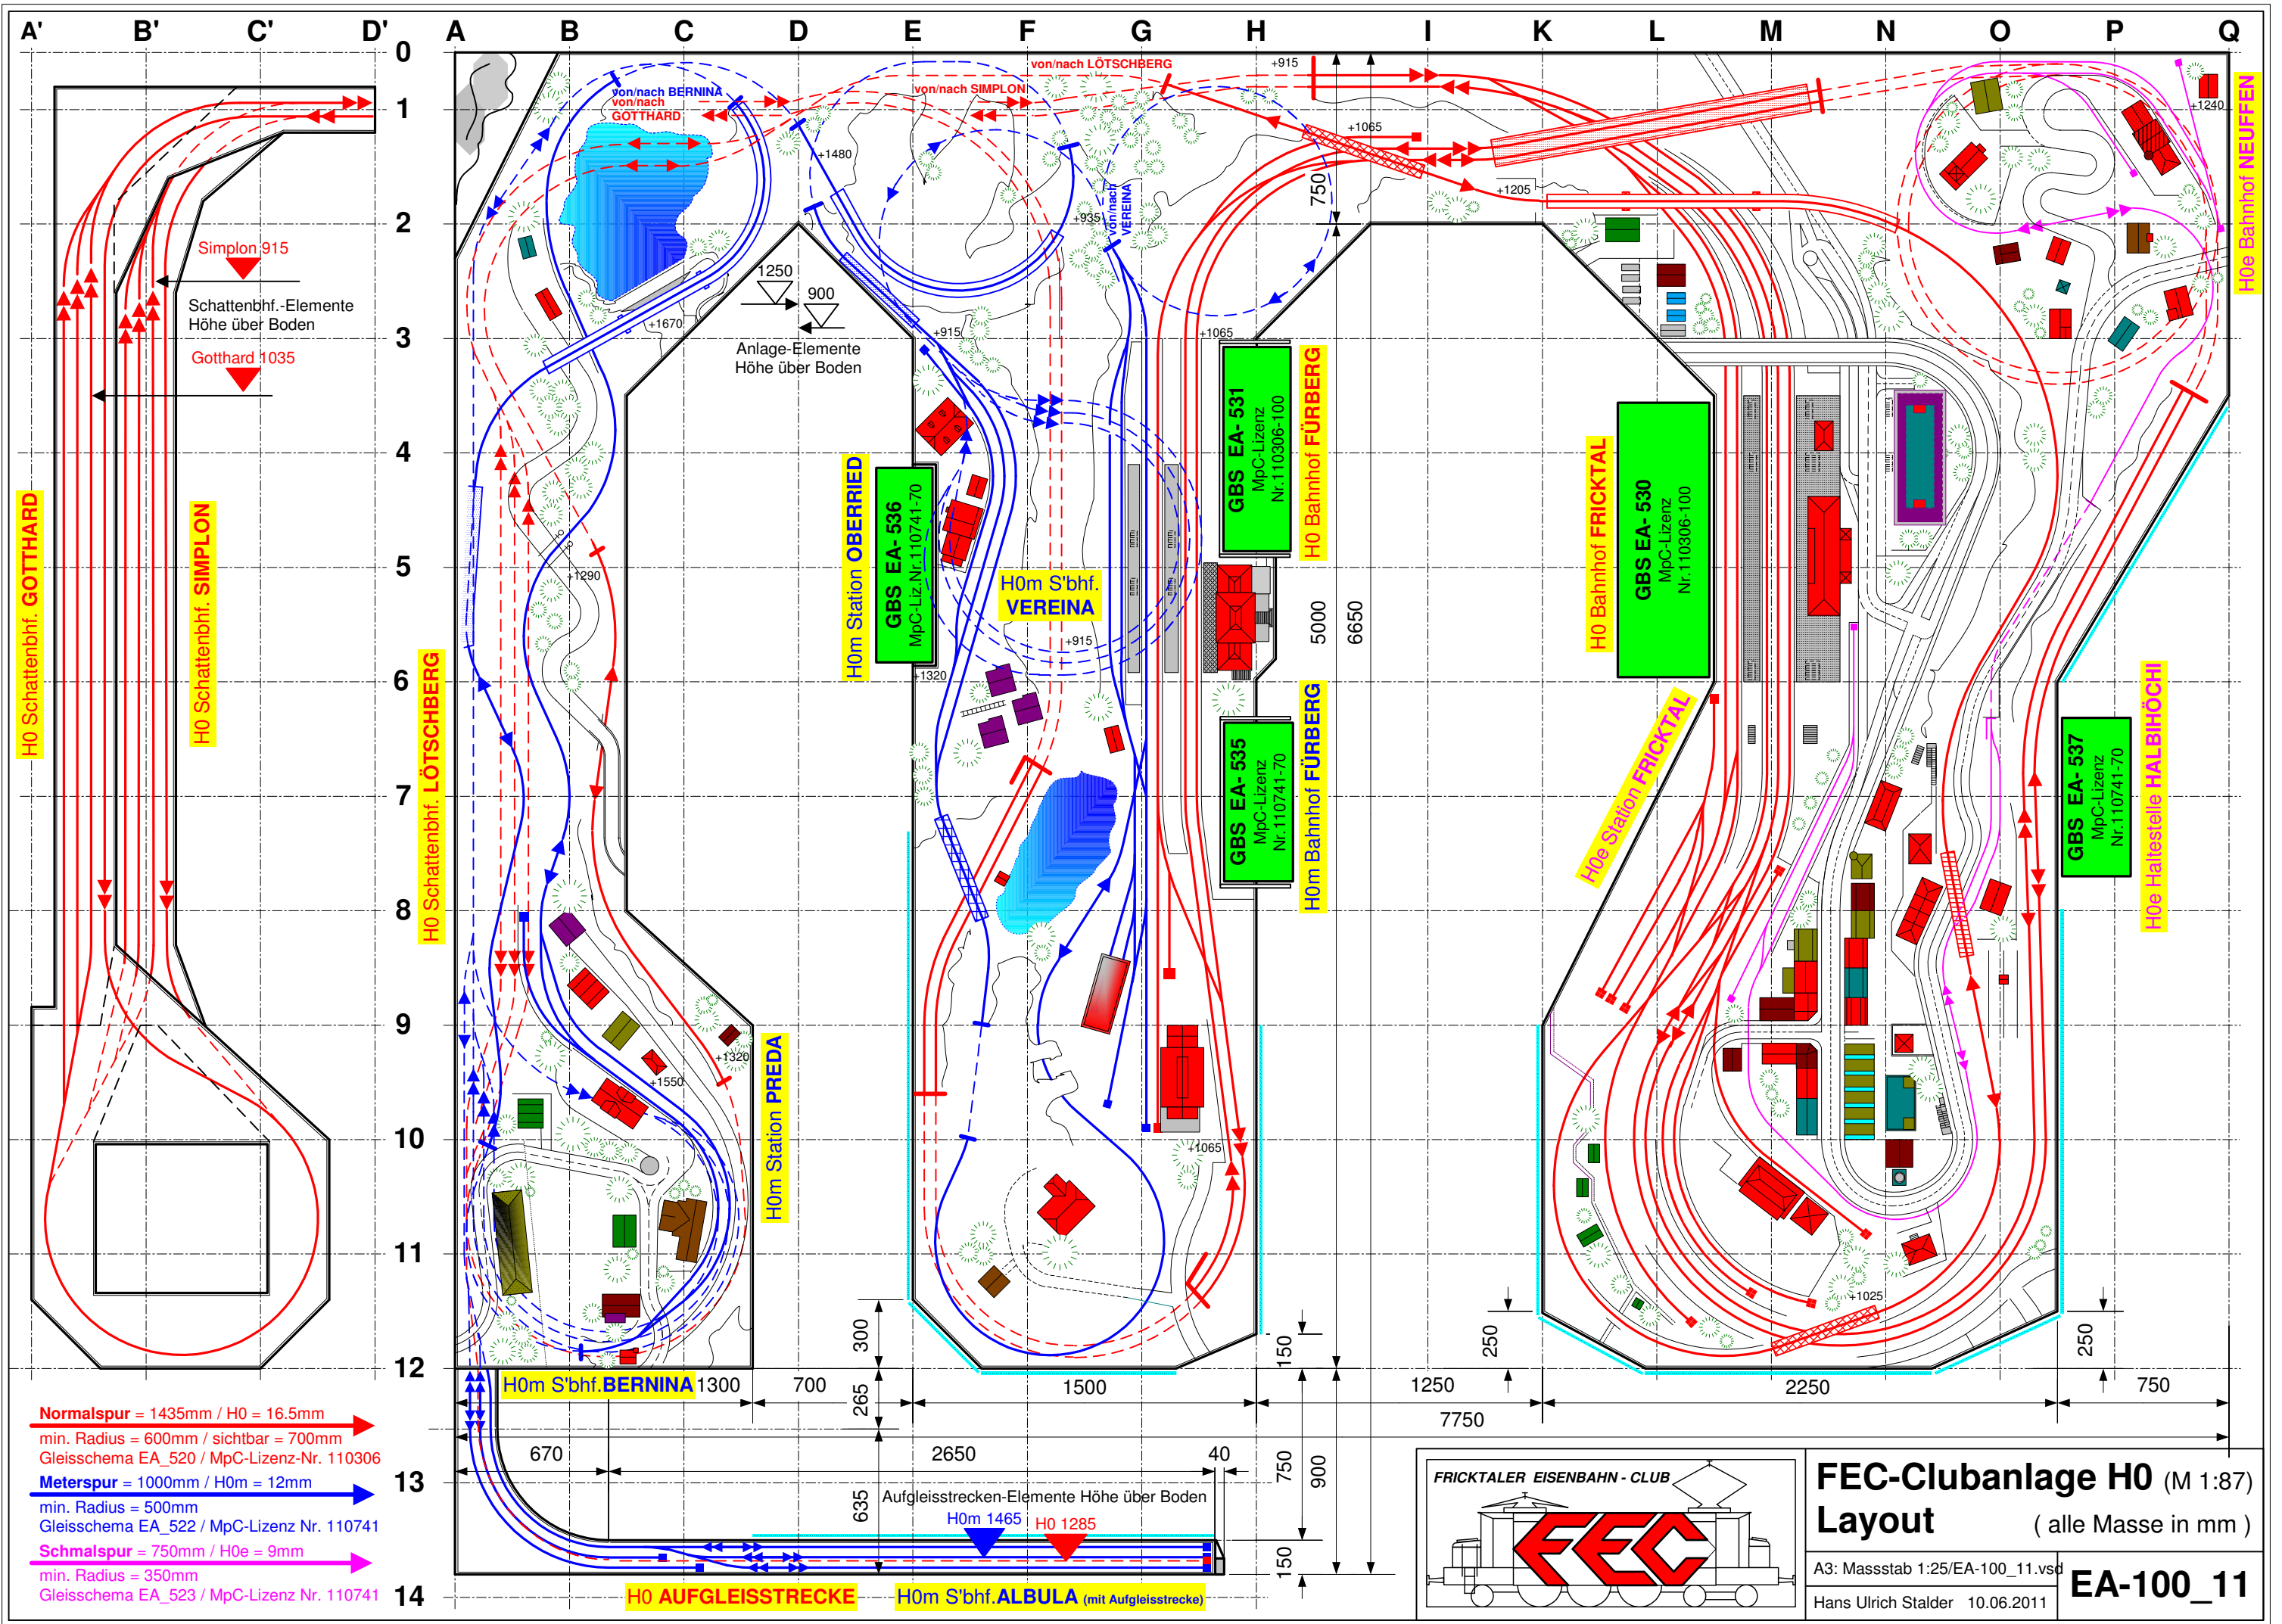 A' B' C' D' A B C D E F G H I K L M N O P Q
0
1
2
3
4
5
6
7
8
9
10
11
12
13
14
von/nach LÖTSCHBERG
+915
von/nach BERNINA
von/nach
GOTTHARD
von/nach SIMPLON
+1240
+1065
+1480
+1205
750
+935
von/nach
VEREINA
H0e Bahnhof NEUFFEN
Simplon 915
Schattenbhf.-Elemente
Höhe über Boden
Gotthard 1035
1250
900
+1670
Anlage-Elemente
Höhe über Boden
+915
+1065
GBS EA- 531
MpC-Lizenz
Nr.110306-100
H0 Bahnhof FÜRBERG
GBS EA- 530
MpC-Lizenz
Nr.110306-100
H0 Bahnhof FRICKTAL
H0 Schattenbhf. GOTTHARD
H0 Schattenbhf. SIMPLON
H0 Schattenbhf. LÖTSCHBERG
H0m Station OBERRIED
GBS EA- 536
MpC-Liz.Nr.110741-70
+1290
H0m S'bhf.
VEREINA
+915
+1320
5000
6650
GBS EA- 535
MpC-Lizenz
Nr.110741-70
H0m Bahnhof FÜRBERG
H0e Station FRICKTAL
GBS EA- 537
MpC-Lizenz
Nr.110741-70
H0e Haltestelle HALBIHÖCHI
+1320
+1550
H0m Station PREDA
+1065
+1025
300
150
250
250
H0m S'bhf.BERNINA
1300
700
265
1500
1250
2250
750
7750
670
2650
40
635
750
900
150
Aufgleisstrecken-Elemente Höhe über Boden
H0m 1465
H0 1285
H0 AUFGLEISSTRECKE
H0m S'bhf.ALBULA (mit Aufgleisstrecke)
Normalspur = 1435mm / H0 = 16.5mm
min. Radius = 600mm / sichtbar = 700mm
Gleisschema EA_520 / MpC-Lizenz-Nr. 110306
Meterspur = 1000mm / H0m = 12mm
min. Radius = 500mm
Gleisschema EA_522 / MpC-Lizenz Nr. 110741
Schmalspur = 750mm / H0e = 9mm
min. Radius = 350mm
Gleisschema EA_523 / MpC-Lizenz Nr. 110741
FRICKTALER EISENBAHN - CLUB
FEC
FEC-Clubanlage H0 (M 1:87)
Layout ( alle Masse in mm )
A3: Massstab 1:25/EA-100_11.vsd
Hans Ulrich Stalder 10.06.2011
EA-100_11